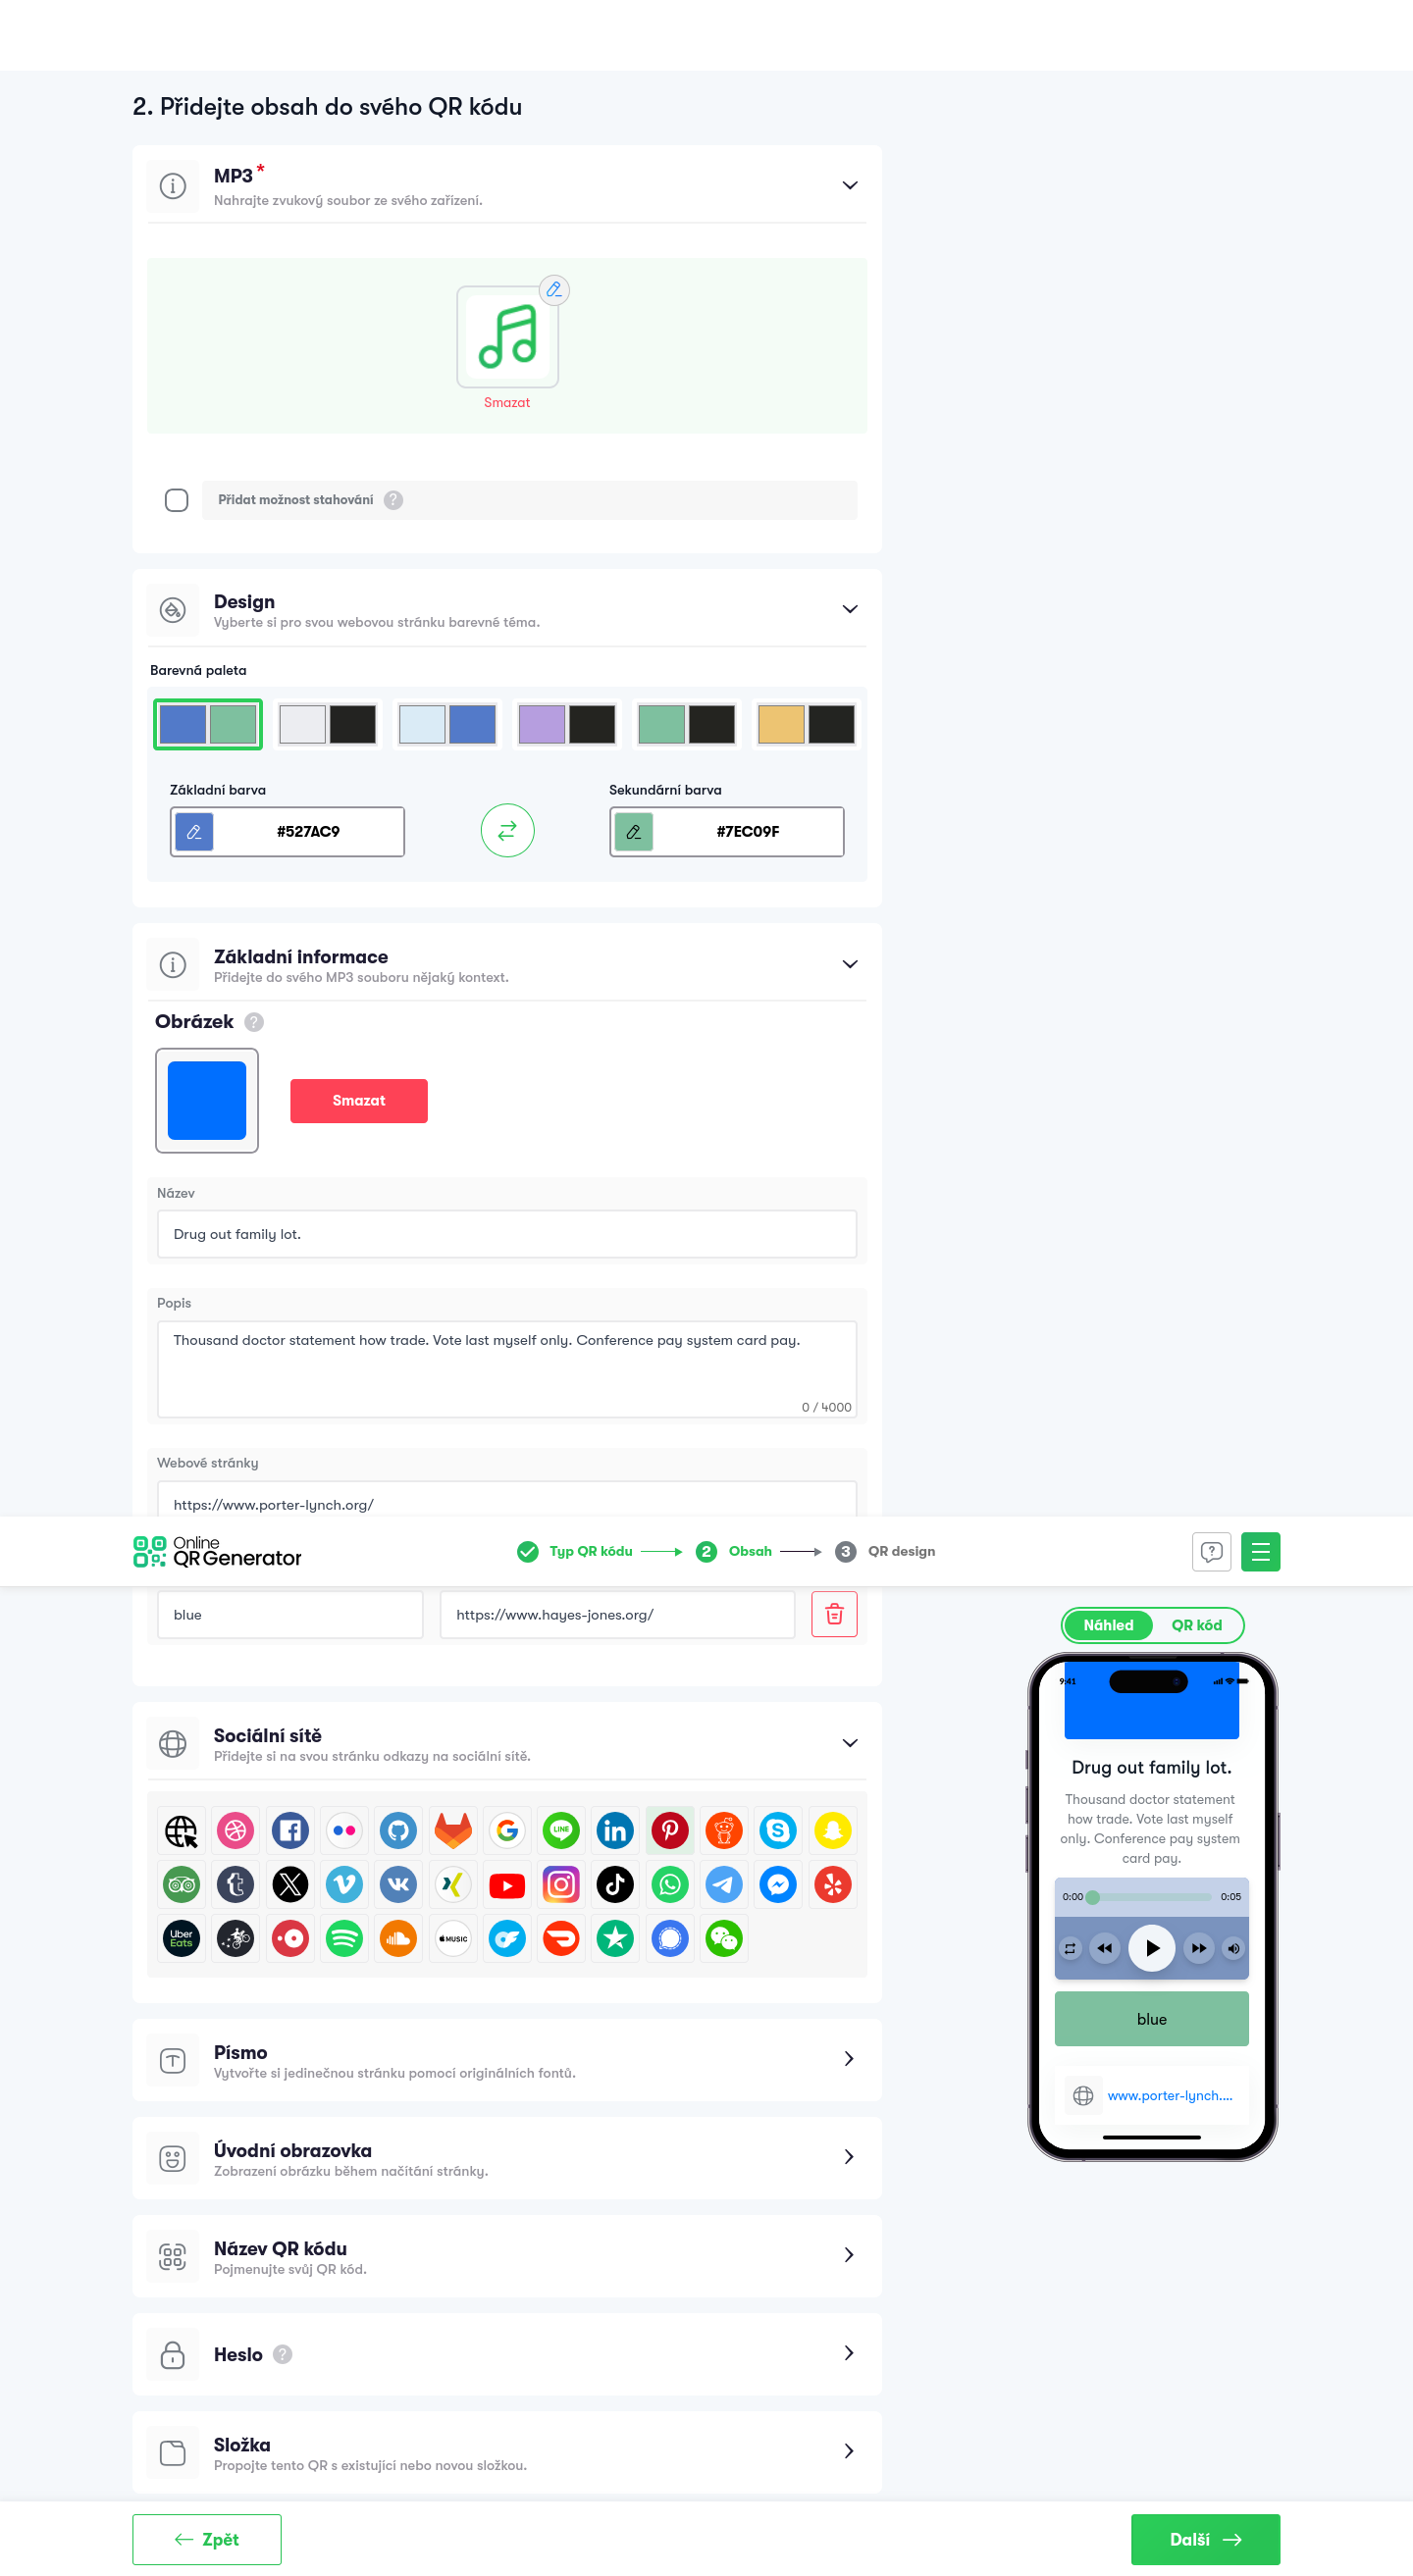 2. Přidejte obsah do svého QR kódu
MP3 *
Nahrajte zvukový soubor ze svého zařízení.
Smazat
Přidat možnost stahování ?
Design
Vyberte si pro svou webovou stránku barevné téma.
Barevná paleta
Základní barva
Sekundární barva
#527AC9
#7EC09F
Základní informace
Přidejte do svého MP3 souboru nějaký kontext.
Obrázek ?
Smazat
Název
Drug out family lot.
Popis
Thousand doctor statement how trade. Vote last myself only. Conference pay system card pay.
0 / 4000
Webové stránky
https://www.porter-lynch.org/
Online
QR Generator
Typ QR kódu
2 Obsah
3 QR design
blue
https://www.hayes-jones.org/
Náhled
QR kód
9:41
Drug out family lot.
Thousand doctor statement
how trade. Vote last myself
only. Conference pay system
card pay.
0:00
0:05
blue
www.porter-lynch....
Sociální sítě
Přidejte si na svou stránku odkazy na sociální sítě.
LINE
Uber
Eats
MUSIC
Písmo
Vytvořte si jedinečnou stránku pomocí originálních fontů.
Úvodní obrazovka
Zobrazení obrázku během načítání stránky.
Název QR kódu
Pojmenujte svůj QR kód.
Heslo ?
Složka
Propojte tento QR s existující nebo novou složkou.
Zpět
Další